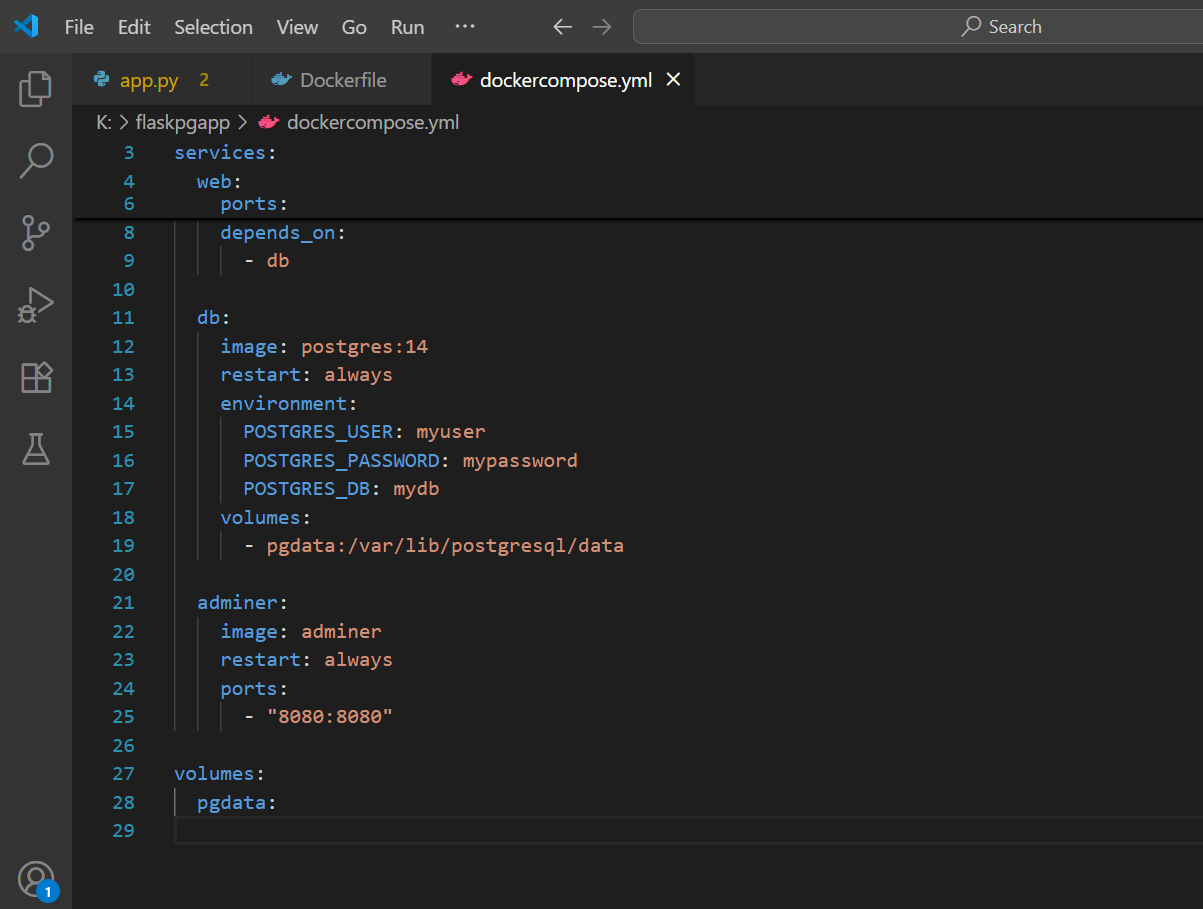 File Edit Selection View Go Run ··· Search
app.py 2 Dockerfile dockercompose.yml
K: > flaskpgapp > dockercompose.yml
3 services:
4 web:
6 ports:
8 depends_on:
9 - db
10
11 db:
12 image: postgres:14
13 restart: always
14 environment:
15 POSTGRES_USER: myuser
16 POSTGRES_PASSWORD: mypassword
17 POSTGRES_DB: mydb
18 volumes:
19 - pgdata:/var/lib/postgresql/data
20
21 adminer:
22 image: adminer
23 restart: always
24 ports:
25 - "8080:8080"
26
27 volumes:
28 pgdata:
29
1